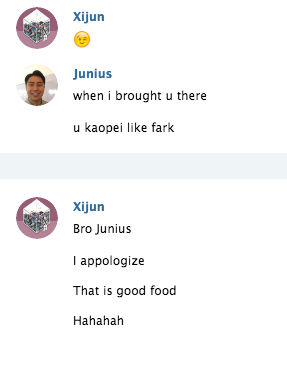 Xijun
😉
Junius
when i brought u there
u kaopei like fark
Xijun
Bro Junius
I appologize
That is good food
Hahahah